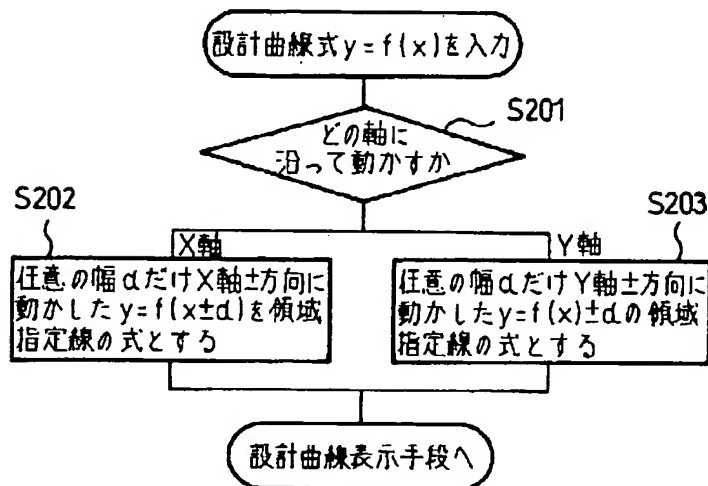 設計曲線式y=f(x)を入力
S201
どの軸に
沿って動かすか
S202
S203
X軸
Y軸
任意の幅αだけX軸±方向に
動かしたy=f(x±α)を領域
指定線の式とする
任意の幅αだけY軸±方向に
動かしたy=f(x)±αの領域
指定線の式とする
設計曲線表示手段へ